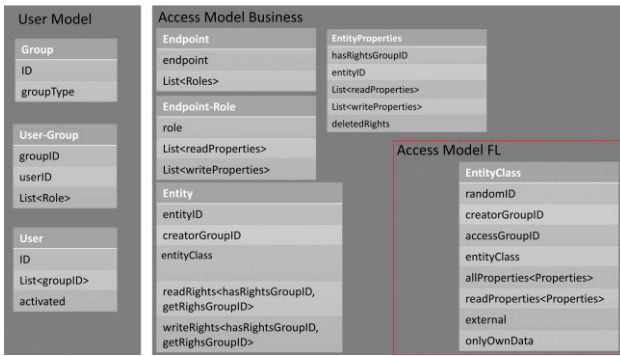 User Model
Group
ID
groupType
User-Group
groupID
userID
List<Role>
User
ID
List<groupID>
activated
Access Model Business
Endpoint
endpoint
List<Roles>
Endpoint-Role
role
List<readProperties>
List<writeProperties>
Entity
entityID
creatorGroupID
entityClass
readRights<hasRightsGroupID,
getRighsGroupID>
writeRights<hasRightsGroupID,
getRighsGroupID>
EntityProperties
hasRightsGroupID
entityID
List<readProperties>
List<writeProperties>
deletedRights
Access Model FL
EntityClass
randomID
creatorGroupID
accessGroupID
entityClass
allProperties<Properties>
readProperties<Properties>
external
onlyOwnData